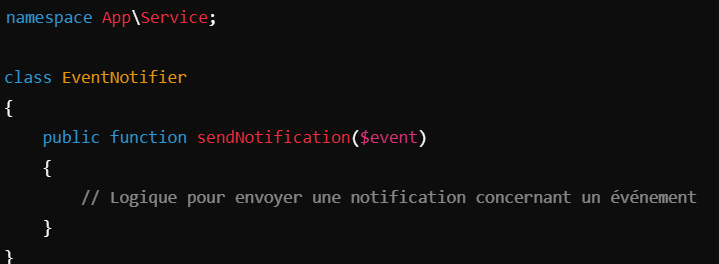 namespace App\Service;
class EventNotifier
{
public function sendNotification($event)
{
// Logique pour envoyer une notification concernant un événement
}
}